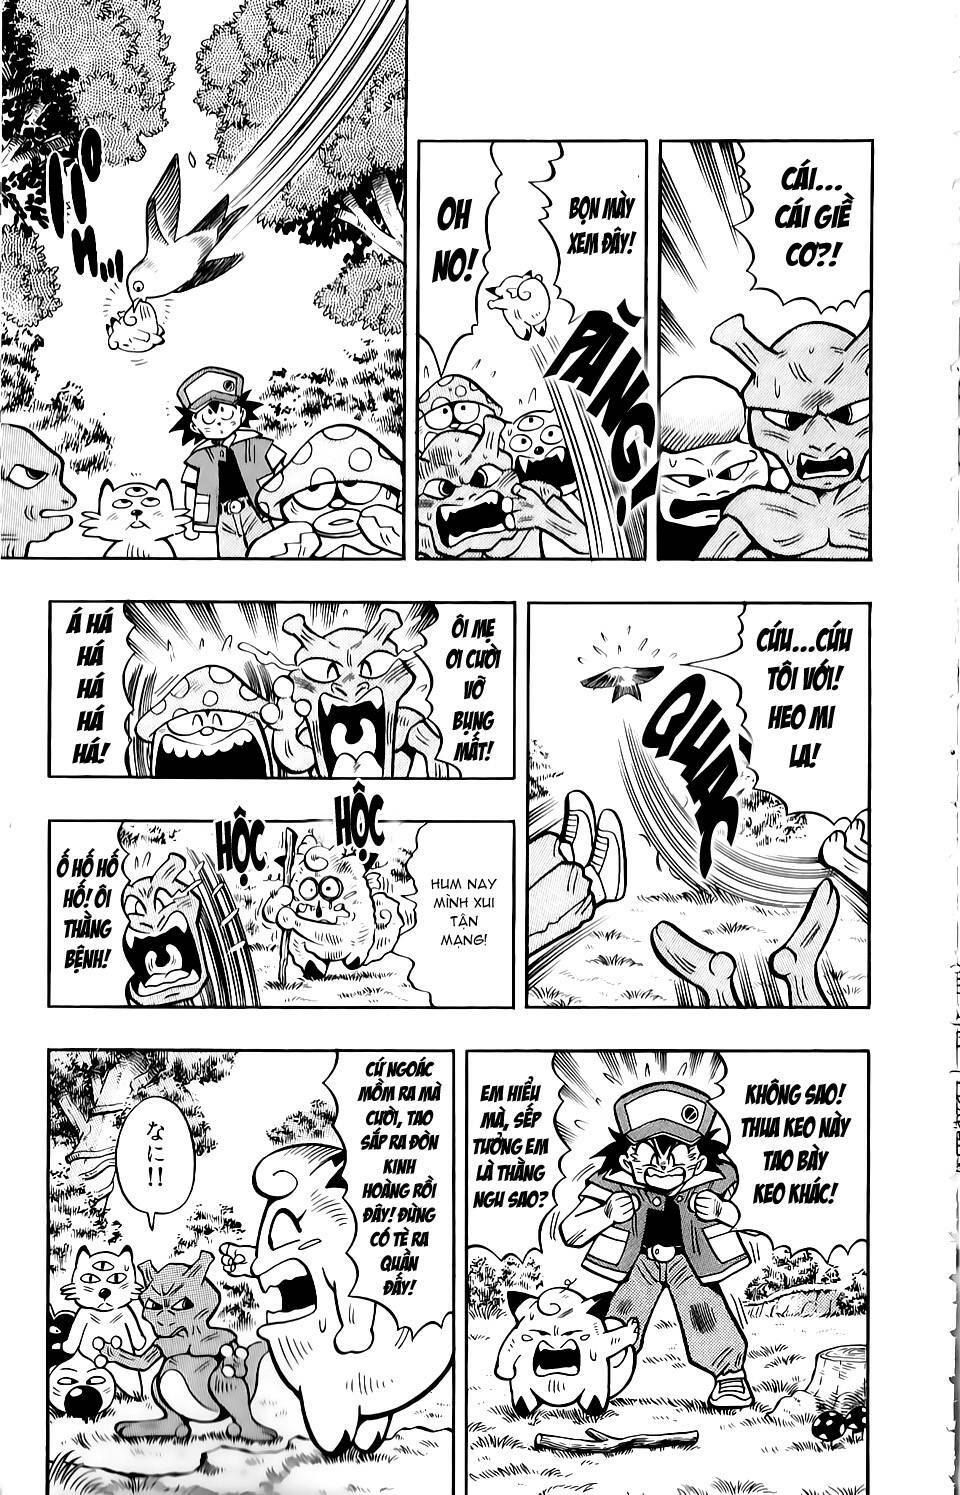 CÁI...
CÁI GIỀ
CƠ?!
BỌN MÀY
XEM ĐÂY!
PẰNG!
OH
NO!
CỨU...CỨU
TÔI VỚI!
HEO MI
LA!
QUAC
ÔI MẸ
ƠI CƯỜI
VỠ
BỤNG
MẤT!
Á HÁ
HÁ
HÁ
HÁ
HÁ!
HỘC
HỘC
HUM NAY
MÌNH XUI
TẬN
MẠNG!
Ố HỐ HỐ
HỐ! ÔI
THẰNG
BỆNH!
KHÔNG SAO!
THUA KEO NÀY
TAO BÀY
KEO KHÁC!
EM HIỂU
MÀ, SẾP
TƯỞNG EM
LÀ THẰNG
NGU SAO?
CỨ NGOÁC
MỒM RA MÀ
CƯỜI, TAO
SẮP RA ĐÒN
KINH
HOÀNG RỒI
ĐÂY! ĐỪNG
CÓ TÈ RA
QUẦN
ĐẤY!
なに!!